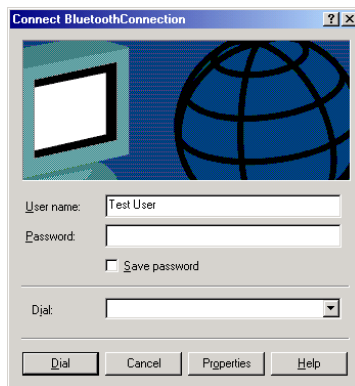 Connect BluetoothConnection
User name: Test User
Password:
Save password
Dial:
Dial Cancel Properties Help